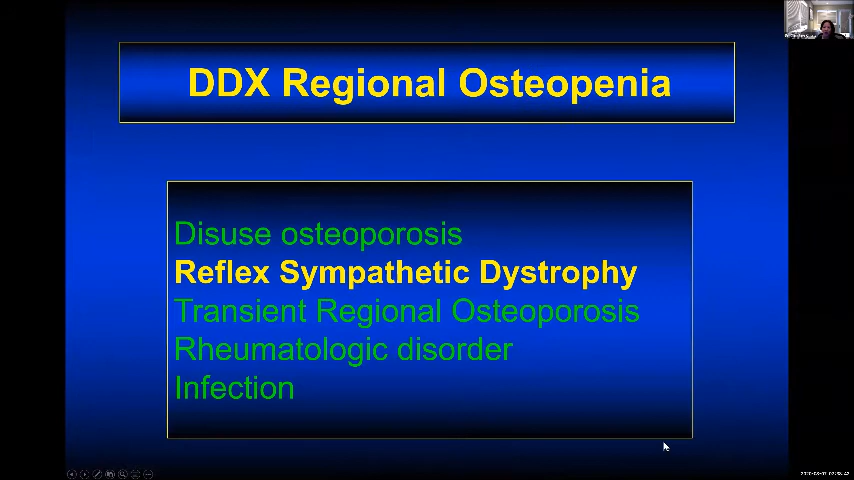 DDX Regional Osteopenia
Disuse osteoporosis
Reflex Sympathetic Dystrophy
Transient Regional Osteoporosis
Rheumatologic disorder
Infection